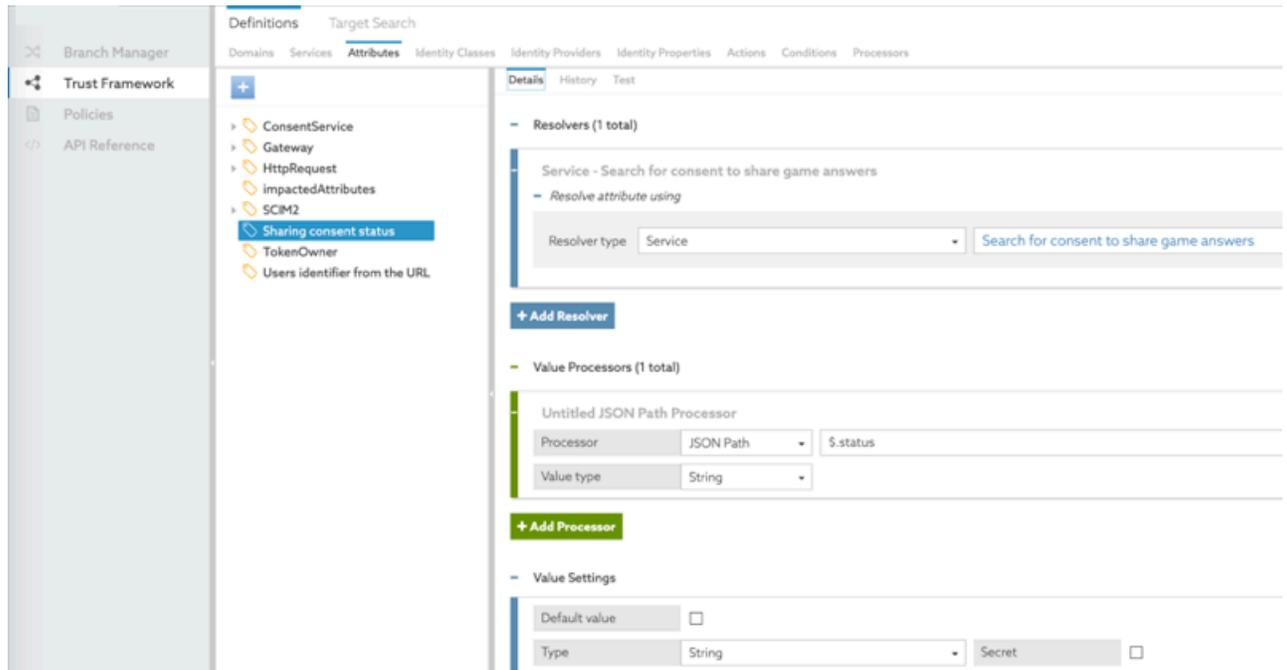 Definitions Target Search
Branch Manager
Trust Framework
Policies
API Reference
Domains Services Attributes Identity Classes Identity Providers Identity Properties Actions Conditions Processors
+
ConsentService
Gateway
HttpRequest
impactedAttributes
SCIM2
Sharing consent status
TokenOwner
Users identifier from the URL
Details History Test
Resolvers (1 total)
Service - Search for consent to share game answers
Resolve attribute using
Resolver type Service Search for consent to share game answers
+ Add Resolver
Value Processors (1 total)
Untitled JSON Path Processor
Processor JSON Path $.status
Value type String
+ Add Processor
Value Settings
Default value
Type String Secret